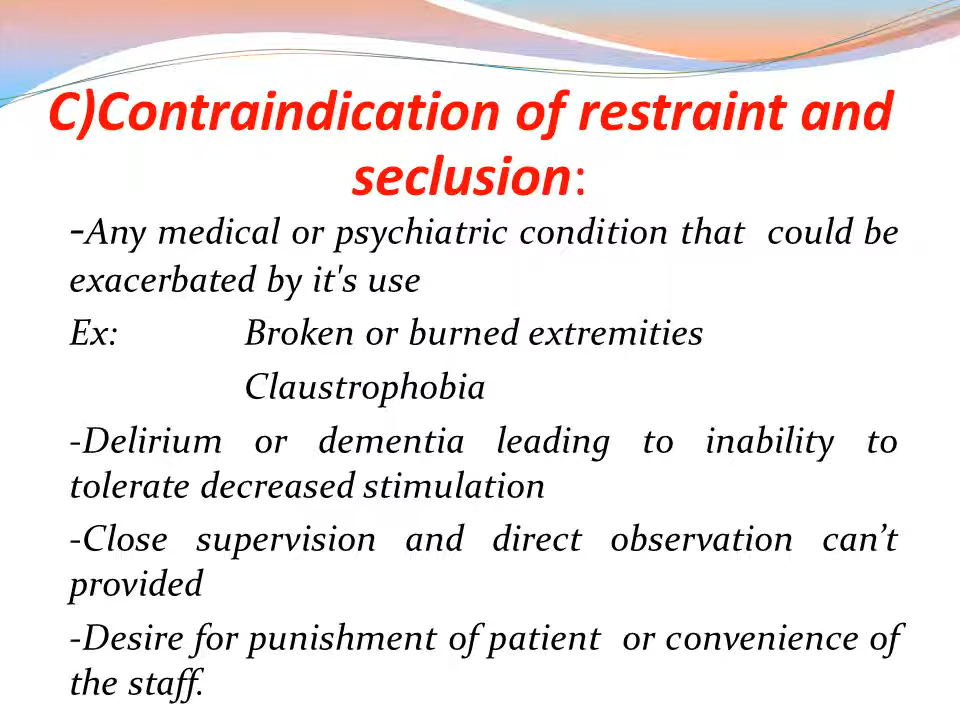 C)Contraindication of restraint and
seclusion:
-Any medical or psychiatric condition that could be
exacerbated by it's use
Ex: Broken or burned extremities
Claustrophobia
-Delirium or dementia leading to inability to
tolerate decreased stimulation
-Close supervision and direct observation can’t
provided
-Desire for punishment of patient or convenience of
the staff.